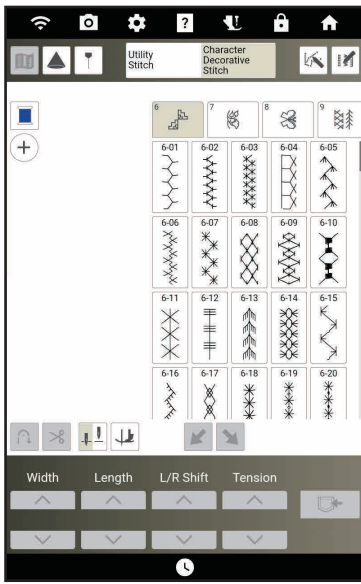 ?
Utility
Stitch
Character
Decorative
Stitch
6 7 8 9
6-01 6-02 6-03 6-04 6-05
6-06 6-07 6-08 6-09 6-10
6-11 6-12 6-13 6-14 6-15
6-16 6-17 6-18 6-19 6-20
Width Length L/R Shift Tension